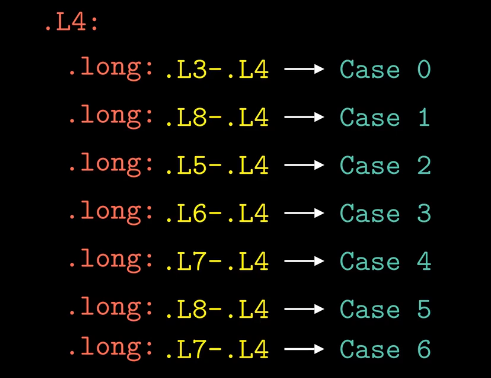 .L4:
.long: .L3-.L4 → Case 0
.long: .L8-.L4 → Case 1
.long: .L5-.L4 → Case 2
.long: .L6-.L4 → Case 3
.long: .L7-.L4 → Case 4
.long: .L8-.L4 → Case 5
.long: .L7-.L4 → Case 6